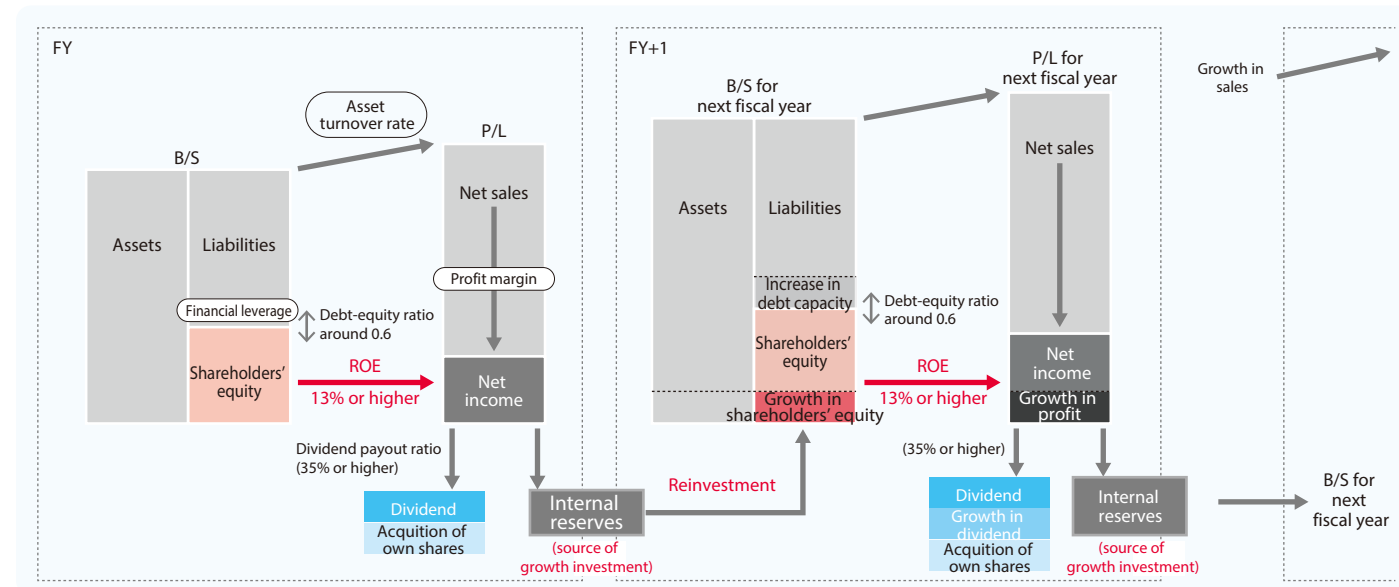 FY
B/S
Assets
Liabilities
Financial leverage
Shareholders'
equity
Asset
turnover rate
P/L
Net sales
Profit margin
Debt-equity ratio
around 0.6
ROE
13% or higher
Net
income
Dividend payout ratio
(35% or higher)
Dividend
Acqution of
own shares
Internal
reserves
(source of
growth investment)
Reinvestment
FY+1
B/S for
next fiscal year
Assets
Liabilities
Increase in
debt capacity
Shareholders'
equity
Growth in
shareholders' equity
Debt-equity ratio
around 0.6
ROE
13% or higher
P/L for
next fiscal year
Net sales
Net
income
Growth in
profit
(35% or higher)
Dividend
Growth in
dividend
Acqution of
own shares
Internal
reserves
(source of
growth investment)
Growth in
sales
B/S for
next
fiscal year